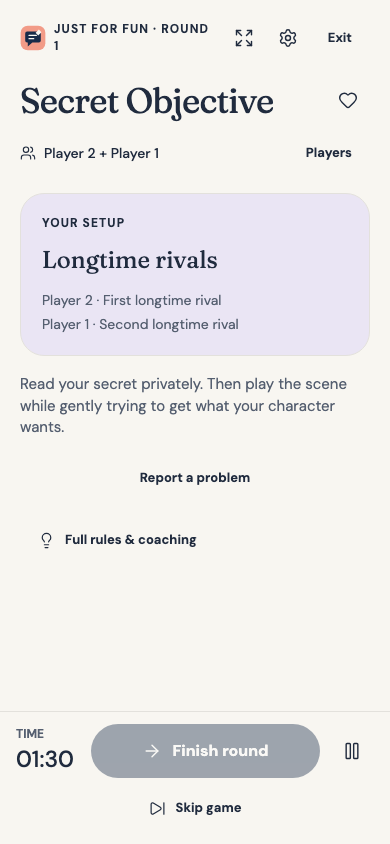 JUST FOR FUN · ROUND
1
Exit
Secret Objective
Player 2 + Player 1
Players
YOUR SETUP
Longtime rivals
Player 2 · First longtime rival
Player 1 · Second longtime rival
Read your secret privately. Then play the scene
while gently trying to get what your character
wants.
Report a problem
Full rules & coaching
TIME
01:30
Finish round
Skip game